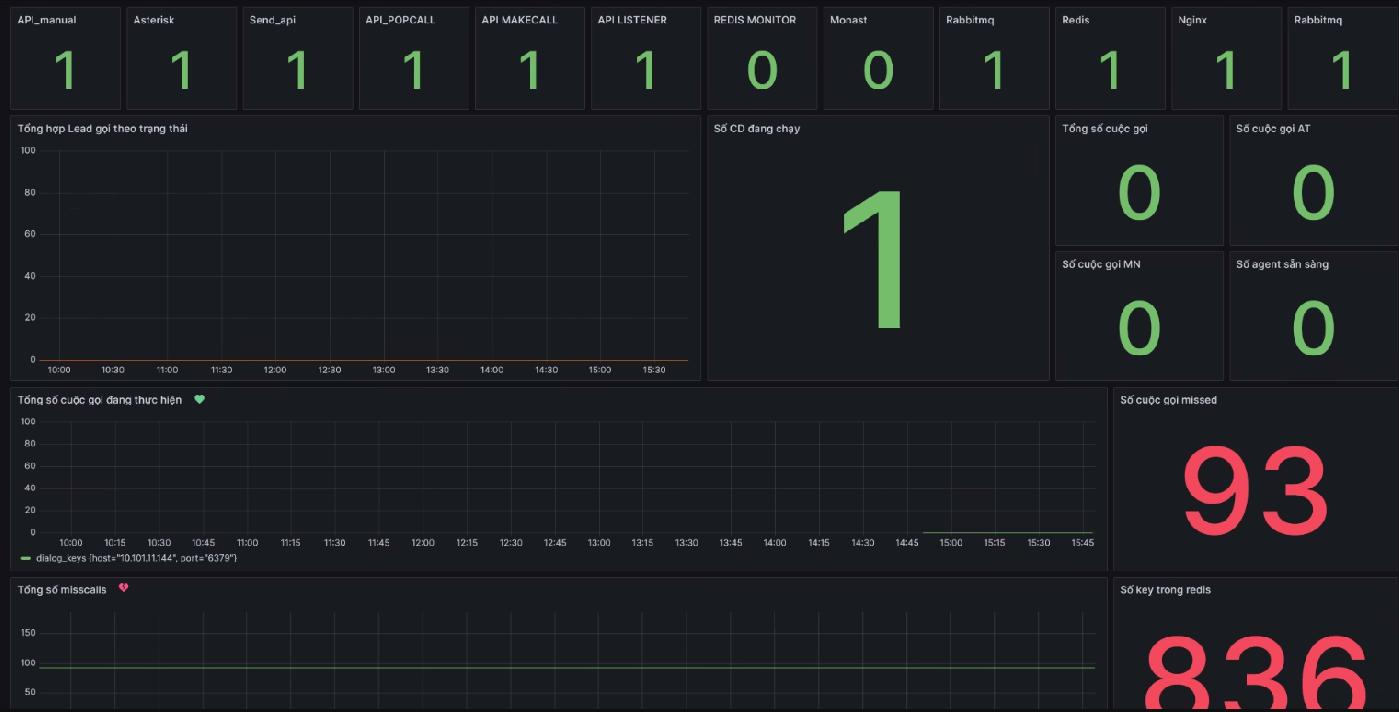 API_manual
Asterisk
Send_api
API_POPCALL
API MAKECALL
API LISTENER
REDIS MONITOR
Monast
Rabbitmq
Redis
Nginx
Rabbitmq
1
1
1
1
1
1
0
0
1
1
1
1
Tổng hợp Lead gọi theo trạng thái
100
80
60
40
20
0
10:00 10:30 11:00 11:30 12:00 12:30 13:00 13:30 14:00 14:30 15:00 15:30
Số CD đang chạy
1
Tổng số cuộc gọi
0
Số cuộc gọi AT
0
Số cuộc gọi MN
0
Số agent sẵn sàng
0
Tổng số cuộc gọi đang thực hiện
100
80
60
40
20
0
10:00 10:15 10:30 10:45 11:00 11:15 11:30 11:45 12:00 12:15 12:30 12:45 13:00 13:15 13:30 13:45 14:00 14:15 14:30 14:45 15:00 15:15 15:30 15:45
dialog_keys {host="10.101.11.144", port="6379"}
Số cuộc gọi missed
93
Tổng số misscalls
150
100
50
Số key trong redis
836